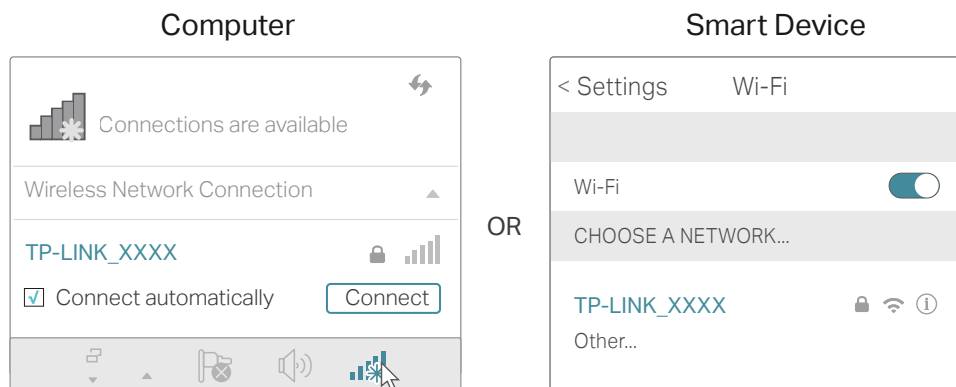 Computer
Connections are available
Wireless Network Connection
TP-LINK_XXXX
Connect automatically
Connect
OR
Smart Device
< Settings
Wi-Fi
Wi-Fi
CHOOSE A NETWORK...
TP-LINK_XXXX
Other...